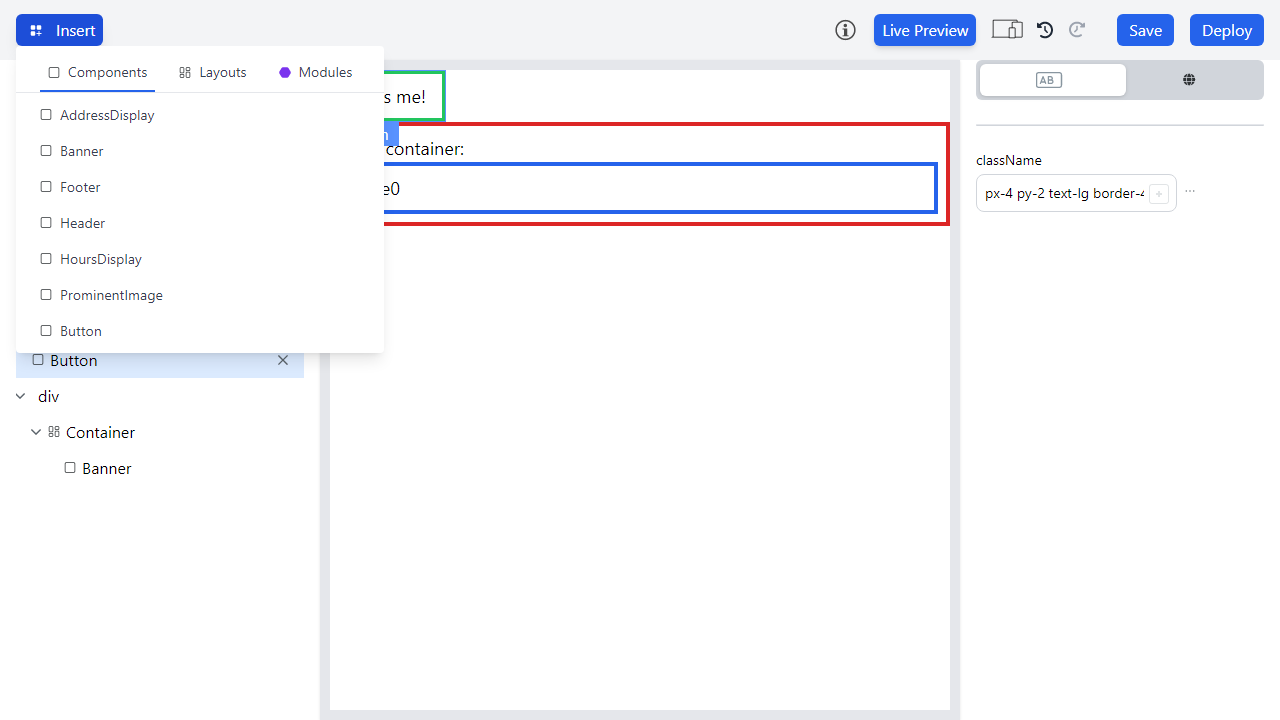 Insert
Live Preview
Save
Deploy
Components
Layouts
Modules
AddressDisplay
Banner
Footer
Header
HoursDisplay
ProminentImage
Button
me!
container:
AB
className
px-4 py-2 text-lg border-4
...
Button
div
Container
Banner